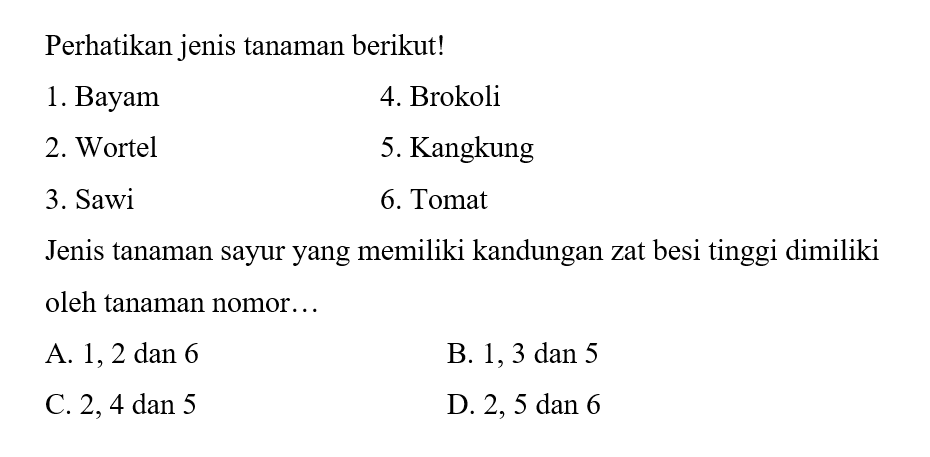 Perhatikan jenis tanaman berikut!
1. Bayam 4. Brokoli
2. Wortel 5. Kangkung
3. Sawi 6. Tomat
Jenis tanaman sayur yang memiliki kandungan zat besi tinggi dimiliki
oleh tanaman nomor…
A. 1, 2 dan 6 B. 1, 3 dan 5
C. 2, 4 dan 5 D. 2, 5 dan 6